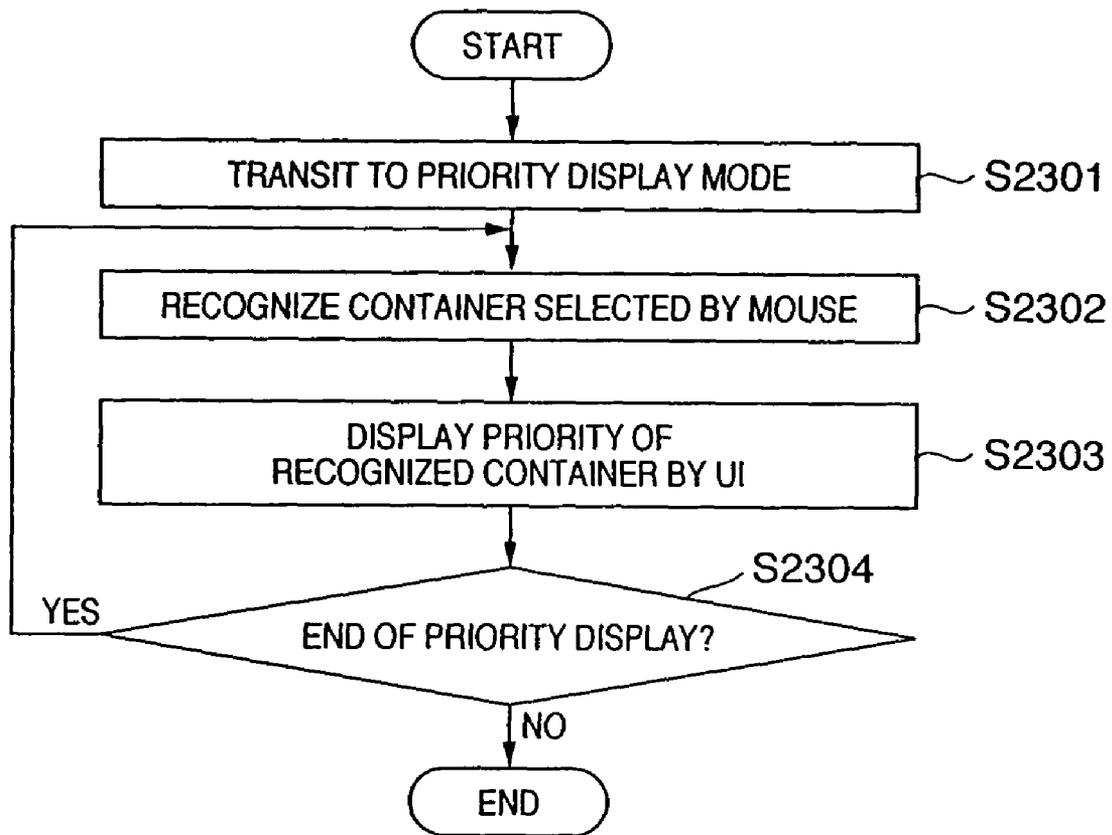 START
TRANSIT TO PRIORITY DISPLAY MODE
S2301
RECOGNIZE CONTAINER SELECTED BY MOUSE
S2302
DISPLAY PRIORITY OF
RECOGNIZED CONTAINER BY UI
S2303
S2304
YES
END OF PRIORITY DISPLAY?
NO
END